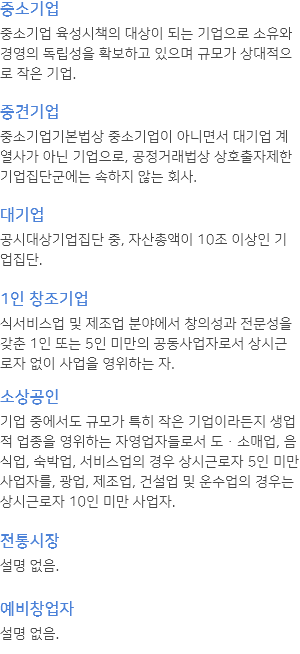 중소기업
중소기업 육성시책의 대상이 되는 기업으로 소유와
경영의 독립성을 확보하고 있으며 규모가 상대적으
로 작은 기업.
중견기업
중소기업기본법상 중소기업이 아니면서 대기업 계
열사가 아닌 기업으로, 공정거래법상 상호출자제한
기업집단군에는 속하지 않는 회사.
대기업
공시대상기업집단 중, 자산총액이 10조 이상인 기
업집단.
1인 창조기업
식서비스업 및 제조업 분야에서 창의성과 전문성을
갖춘 1인 또는 5인 미만의 공동사업자로서 상시근
로자 없이 사업을 영위하는 자.
소상공인
기업 중에서도 규모가 특히 작은 기업이라든지 생업
적 업종을 영위하는 자영업자들로서 도ㆍ소매업, 음
식업, 숙박업, 서비스업의 경우 상시근로자 5인 미만
사업자를, 광업, 제조업, 건설업 및 운수업의 경우는
상시근로자 10인 미만 사업자.
전통시장
설명 없음.
예비창업자
설명 없음.